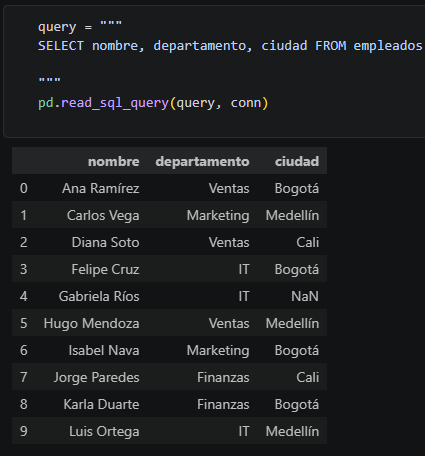 query = """
SELECT nombre, departamento, ciudad FROM empleados
"""
pd.read_sql_query(query, conn)
nombre departamento ciudad
0 Ana Ramírez Ventas Bogotá
1 Carlos Vega Marketing Medellín
2 Diana Soto Ventas Cali
3 Felipe Cruz IT Bogotá
4 Gabriela Ríos IT NaN
5 Hugo Mendoza Ventas Medellín
6 Isabel Nava Marketing Bogotá
7 Jorge Paredes Finanzas Cali
8 Karla Duarte Finanzas Bogotá
9 Luis Ortega IT Medellín